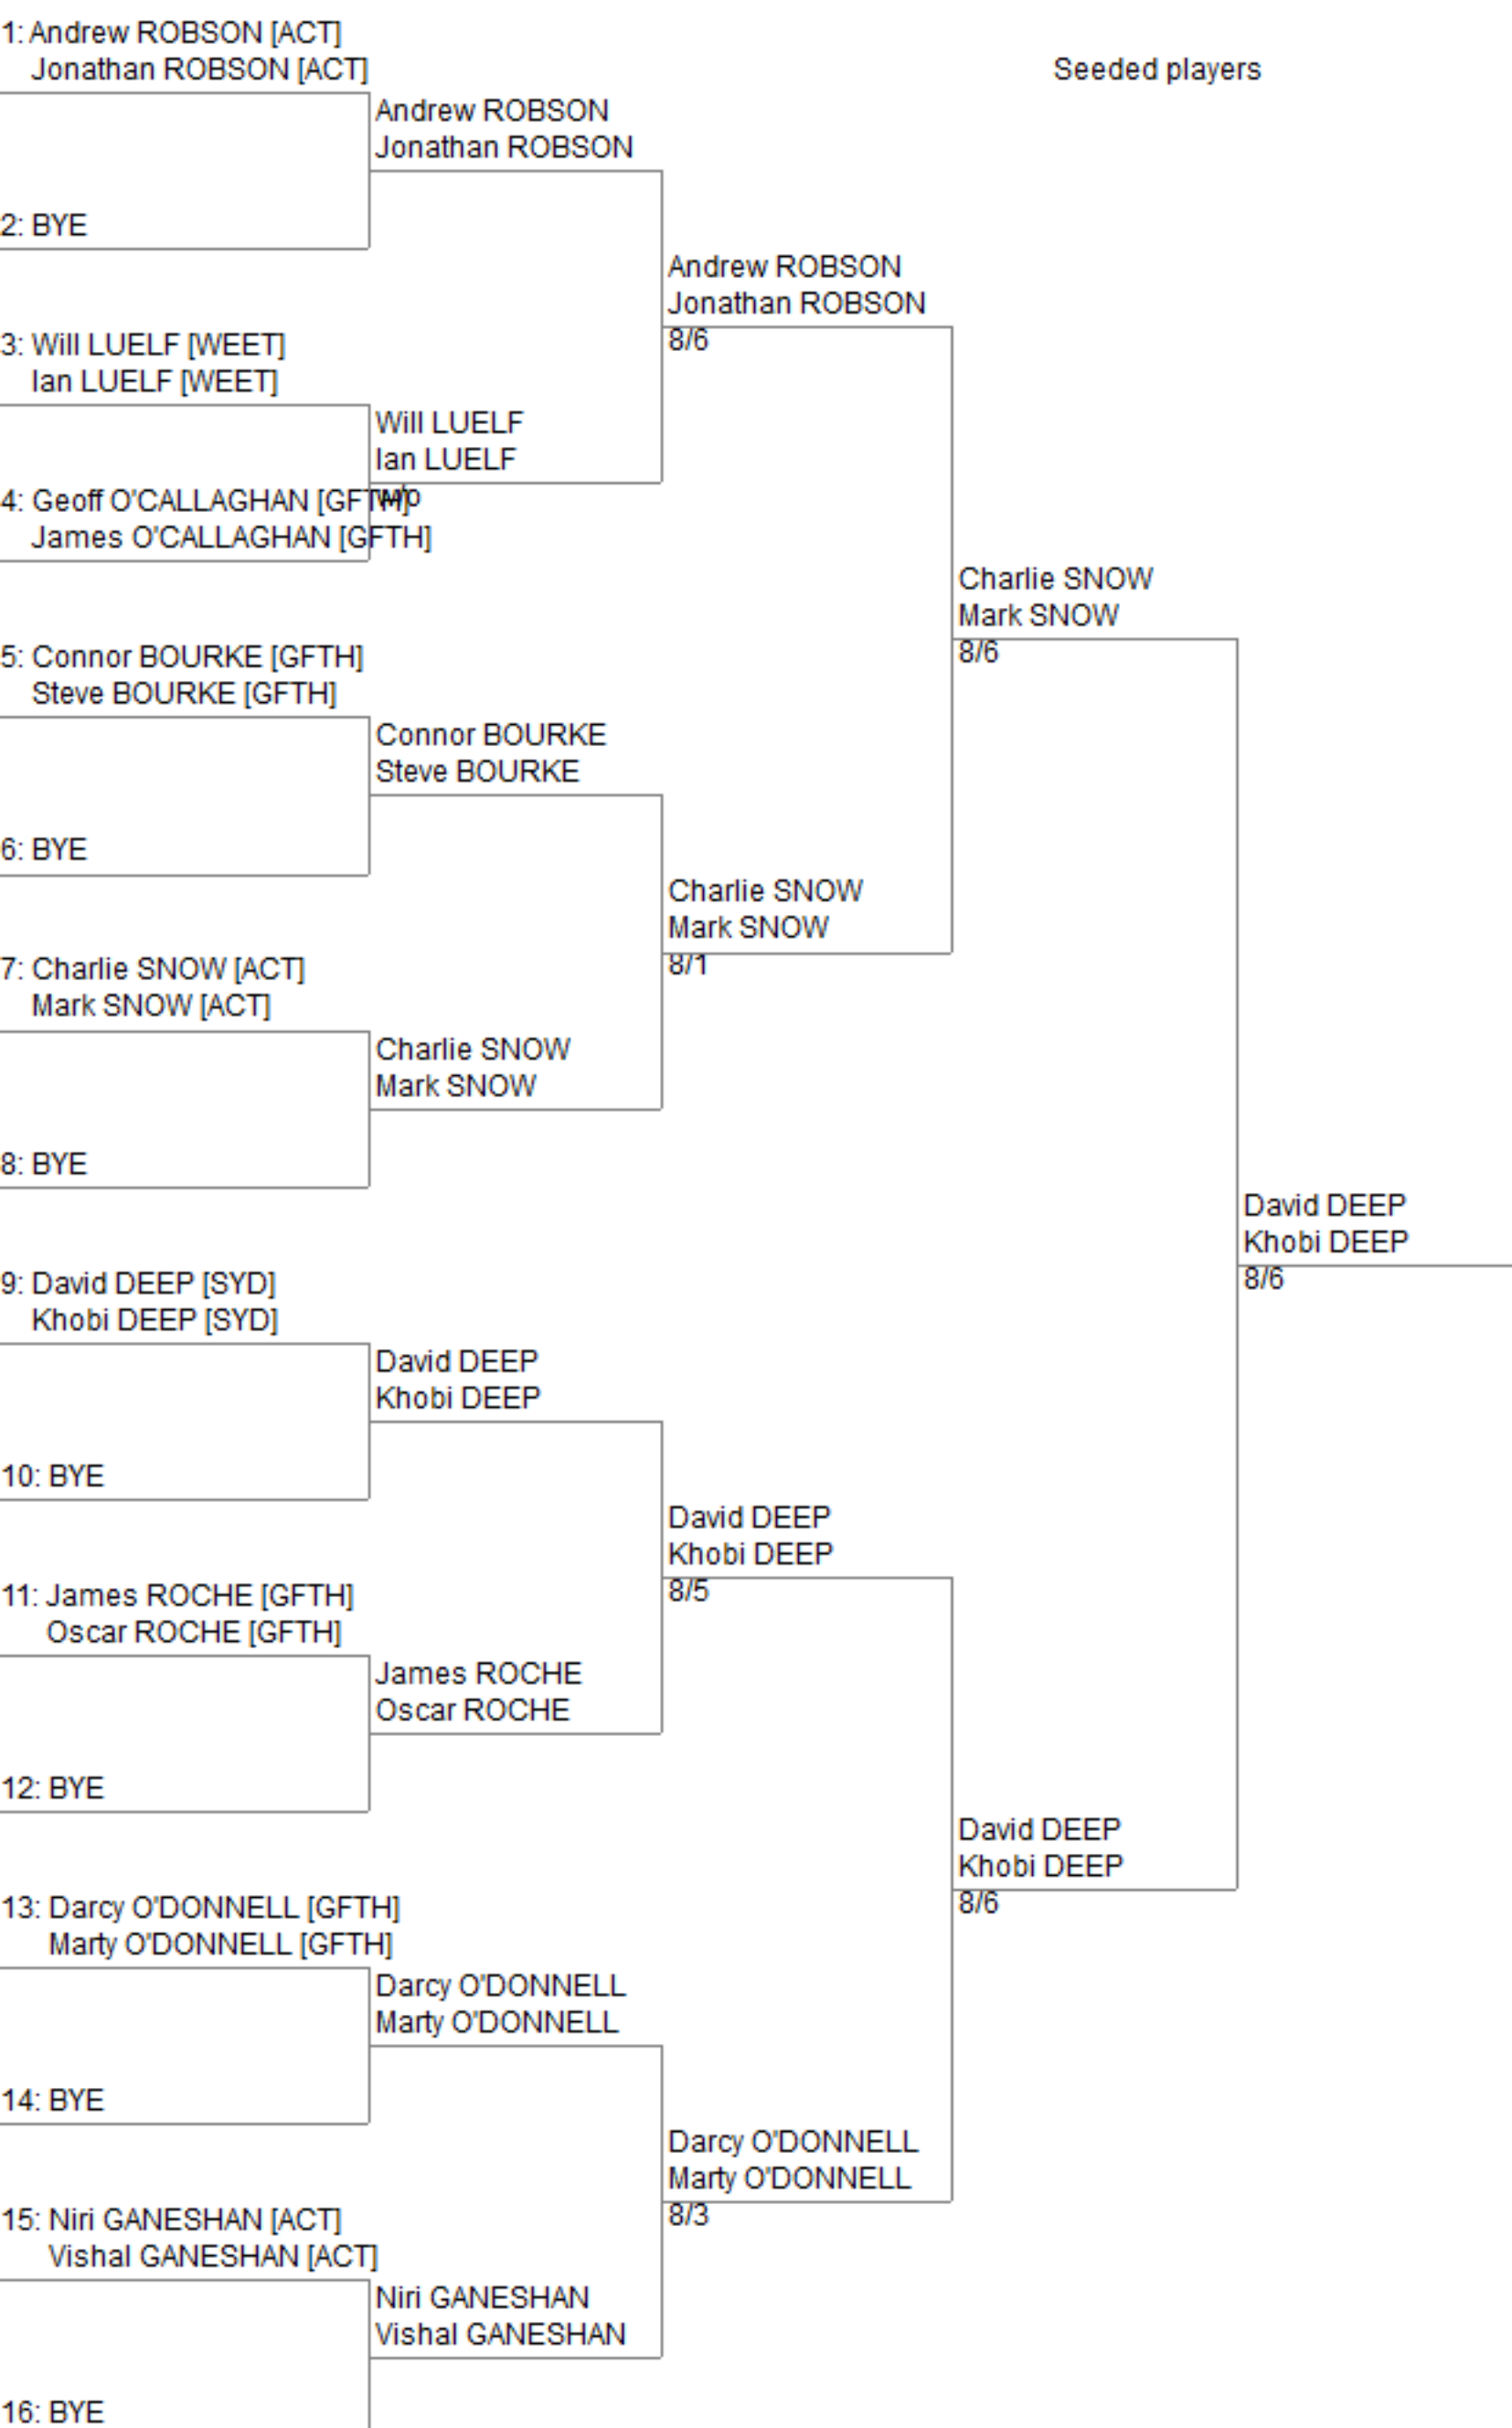 1: Andrew ROBSON [ACT]
Jonathan ROBSON [ACT]
Seeded players
Andrew ROBSON
Jonathan ROBSON
2: BYE
Andrew ROBSON
Jonathan ROBSON
8/6
3: Will LUELF [WEET]
Ian LUELF [WEET]
Will LUELF
Ian LUELF
w/o
4: Geoff O'CALLAGHAN [GFTH]
James O'CALLAGHAN [GFTH]
Charlie SNOW
Mark SNOW
8/6
5: Connor BOURKE [GFTH]
Steve BOURKE [GFTH]
Connor BOURKE
Steve BOURKE
6: BYE
Charlie SNOW
Mark SNOW
8/1
7: Charlie SNOW [ACT]
Mark SNOW [ACT]
Charlie SNOW
Mark SNOW
8: BYE
David DEEP
Khobi DEEP
8/6
9: David DEEP [SYD]
Khobi DEEP [SYD]
David DEEP
Khobi DEEP
10: BYE
David DEEP
Khobi DEEP
8/5
11: James ROCHE [GFTH]
Oscar ROCHE [GFTH]
James ROCHE
Oscar ROCHE
12: BYE
David DEEP
Khobi DEEP
8/6
13: Darcy O'DONNELL [GFTH]
Marty O'DONNELL [GFTH]
Darcy O'DONNELL
Marty O'DONNELL
14: BYE
Darcy O'DONNELL
Marty O'DONNELL
8/3
15: Niri GANESHAN [ACT]
Vishal GANESHAN [ACT]
Niri GANESHAN
Vishal GANESHAN
16: BYE